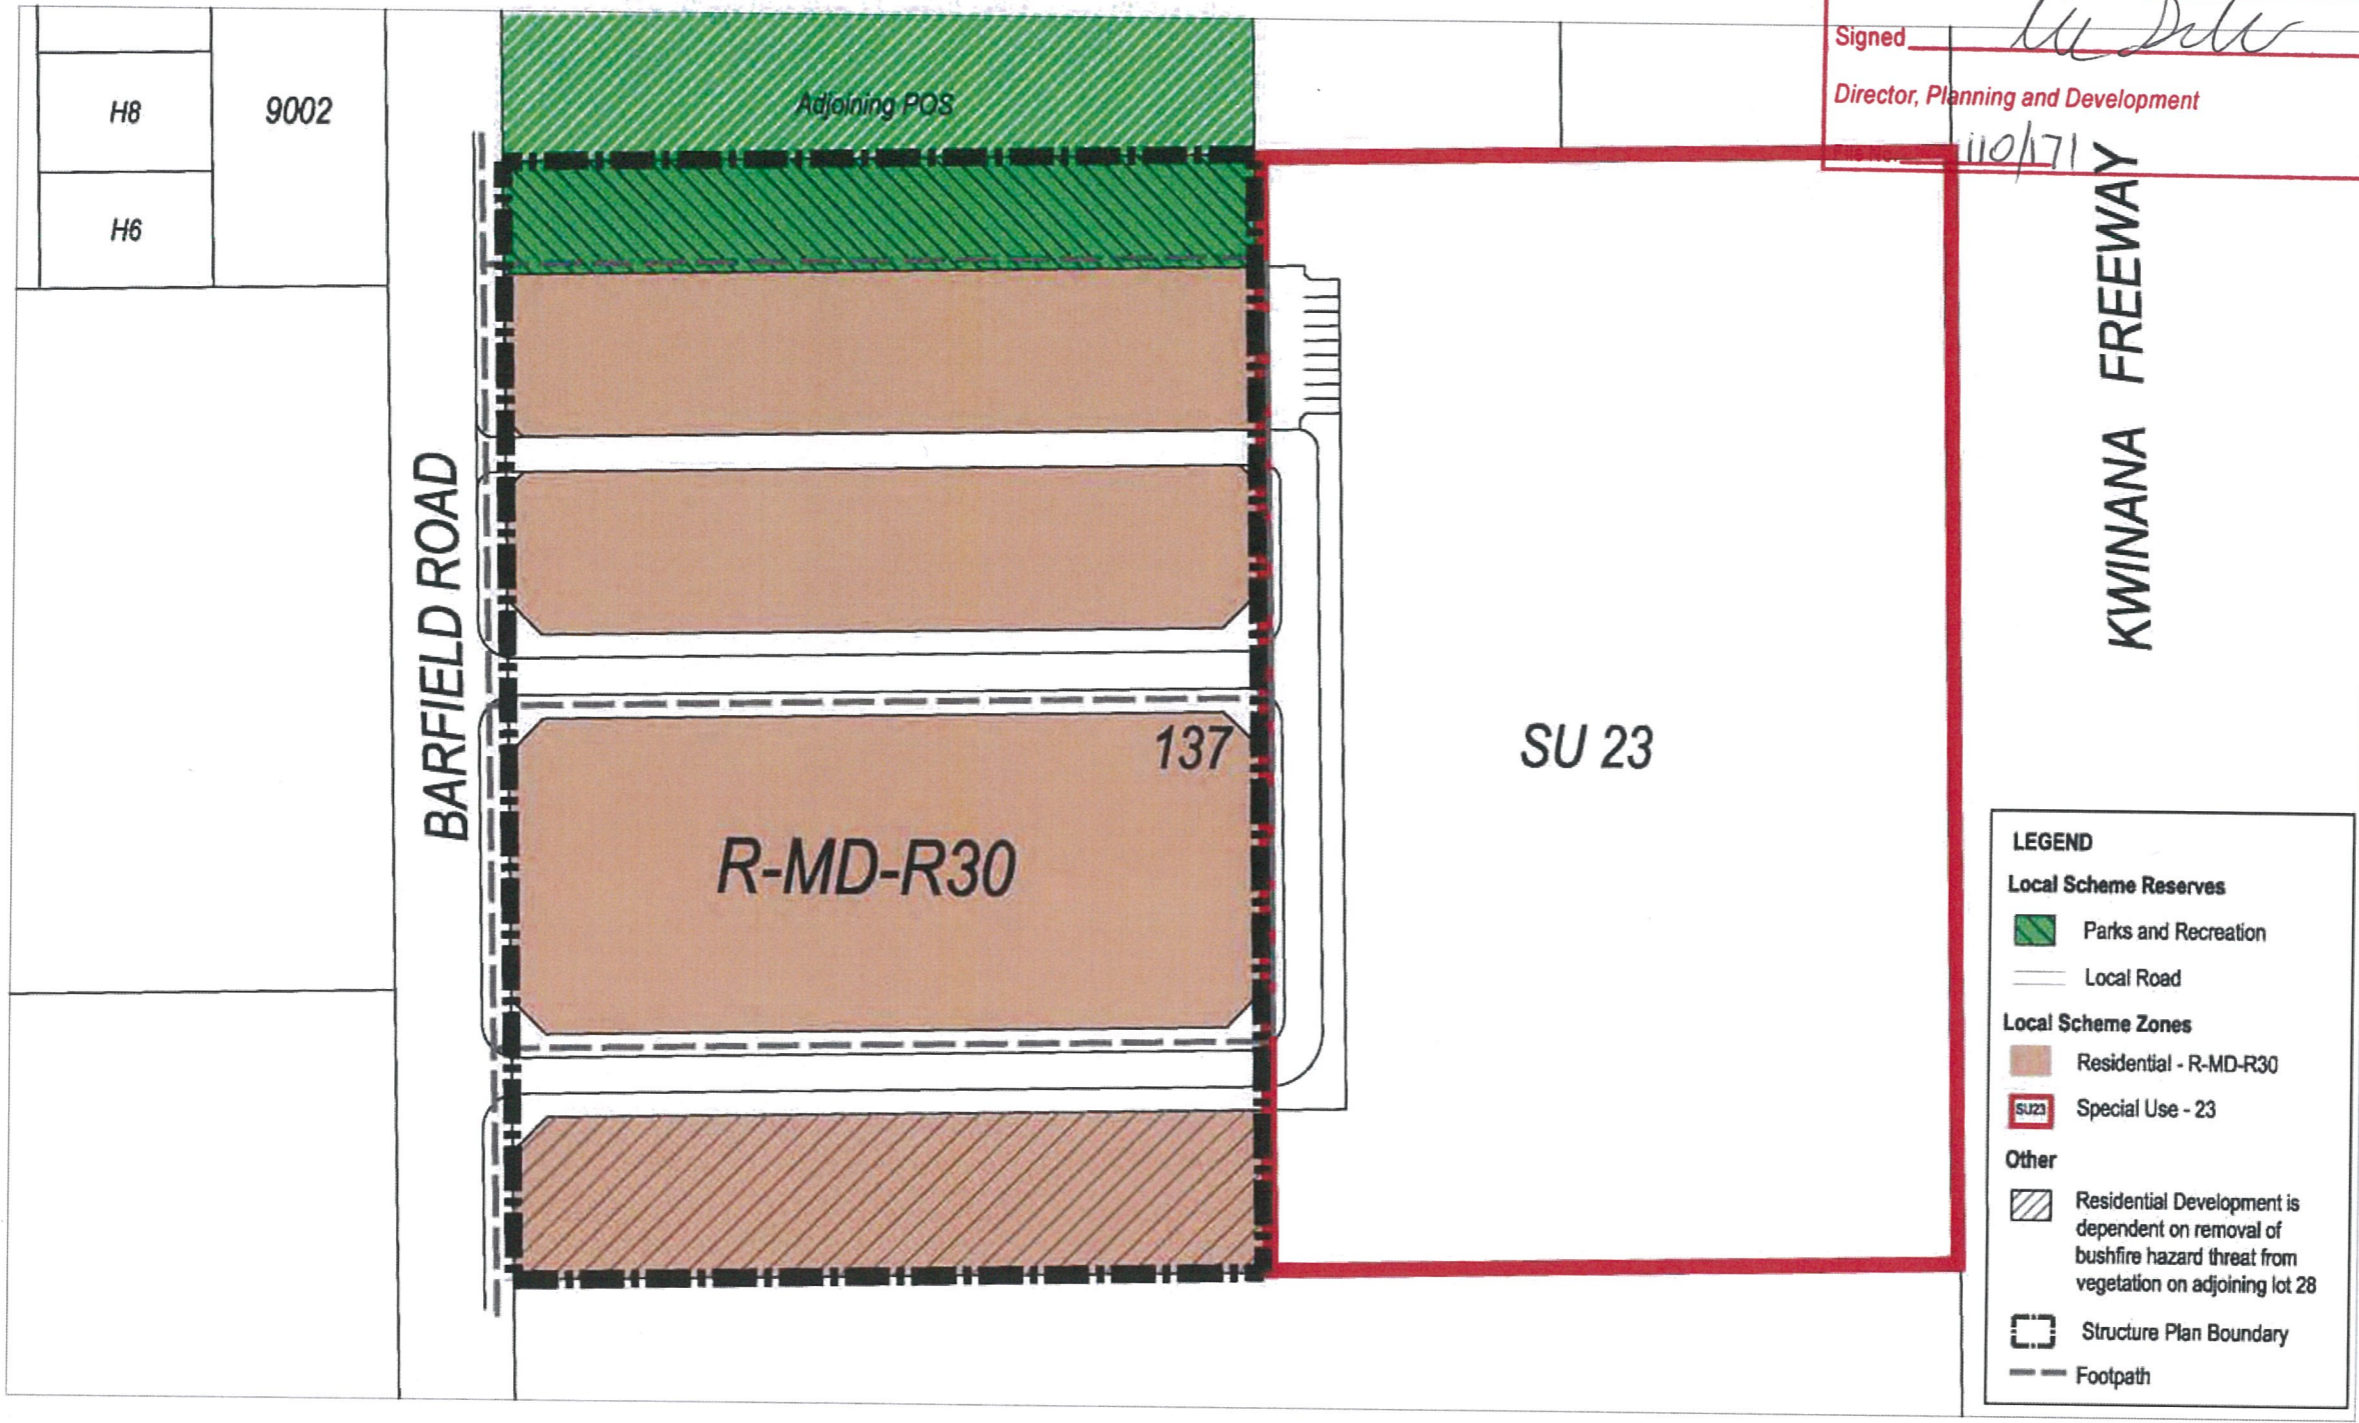 Signed
Director, Planning and Development
110/171
H8
9002
H6
Adjoining POS
BARFIELD ROAD
KWINANA FREEWAY
137
R-MD-R30
SU 23
LEGEND
Local Scheme Reserves
Parks and Recreation
Local Road
Local Scheme Zones
Residential - R-MD-R30
SU23
Special Use - 23
Other
Residential Development is
dependent on removal of
bushfire hazard threat from
vegetation on adjoining lot 28
Structure Plan Boundary
Footpath